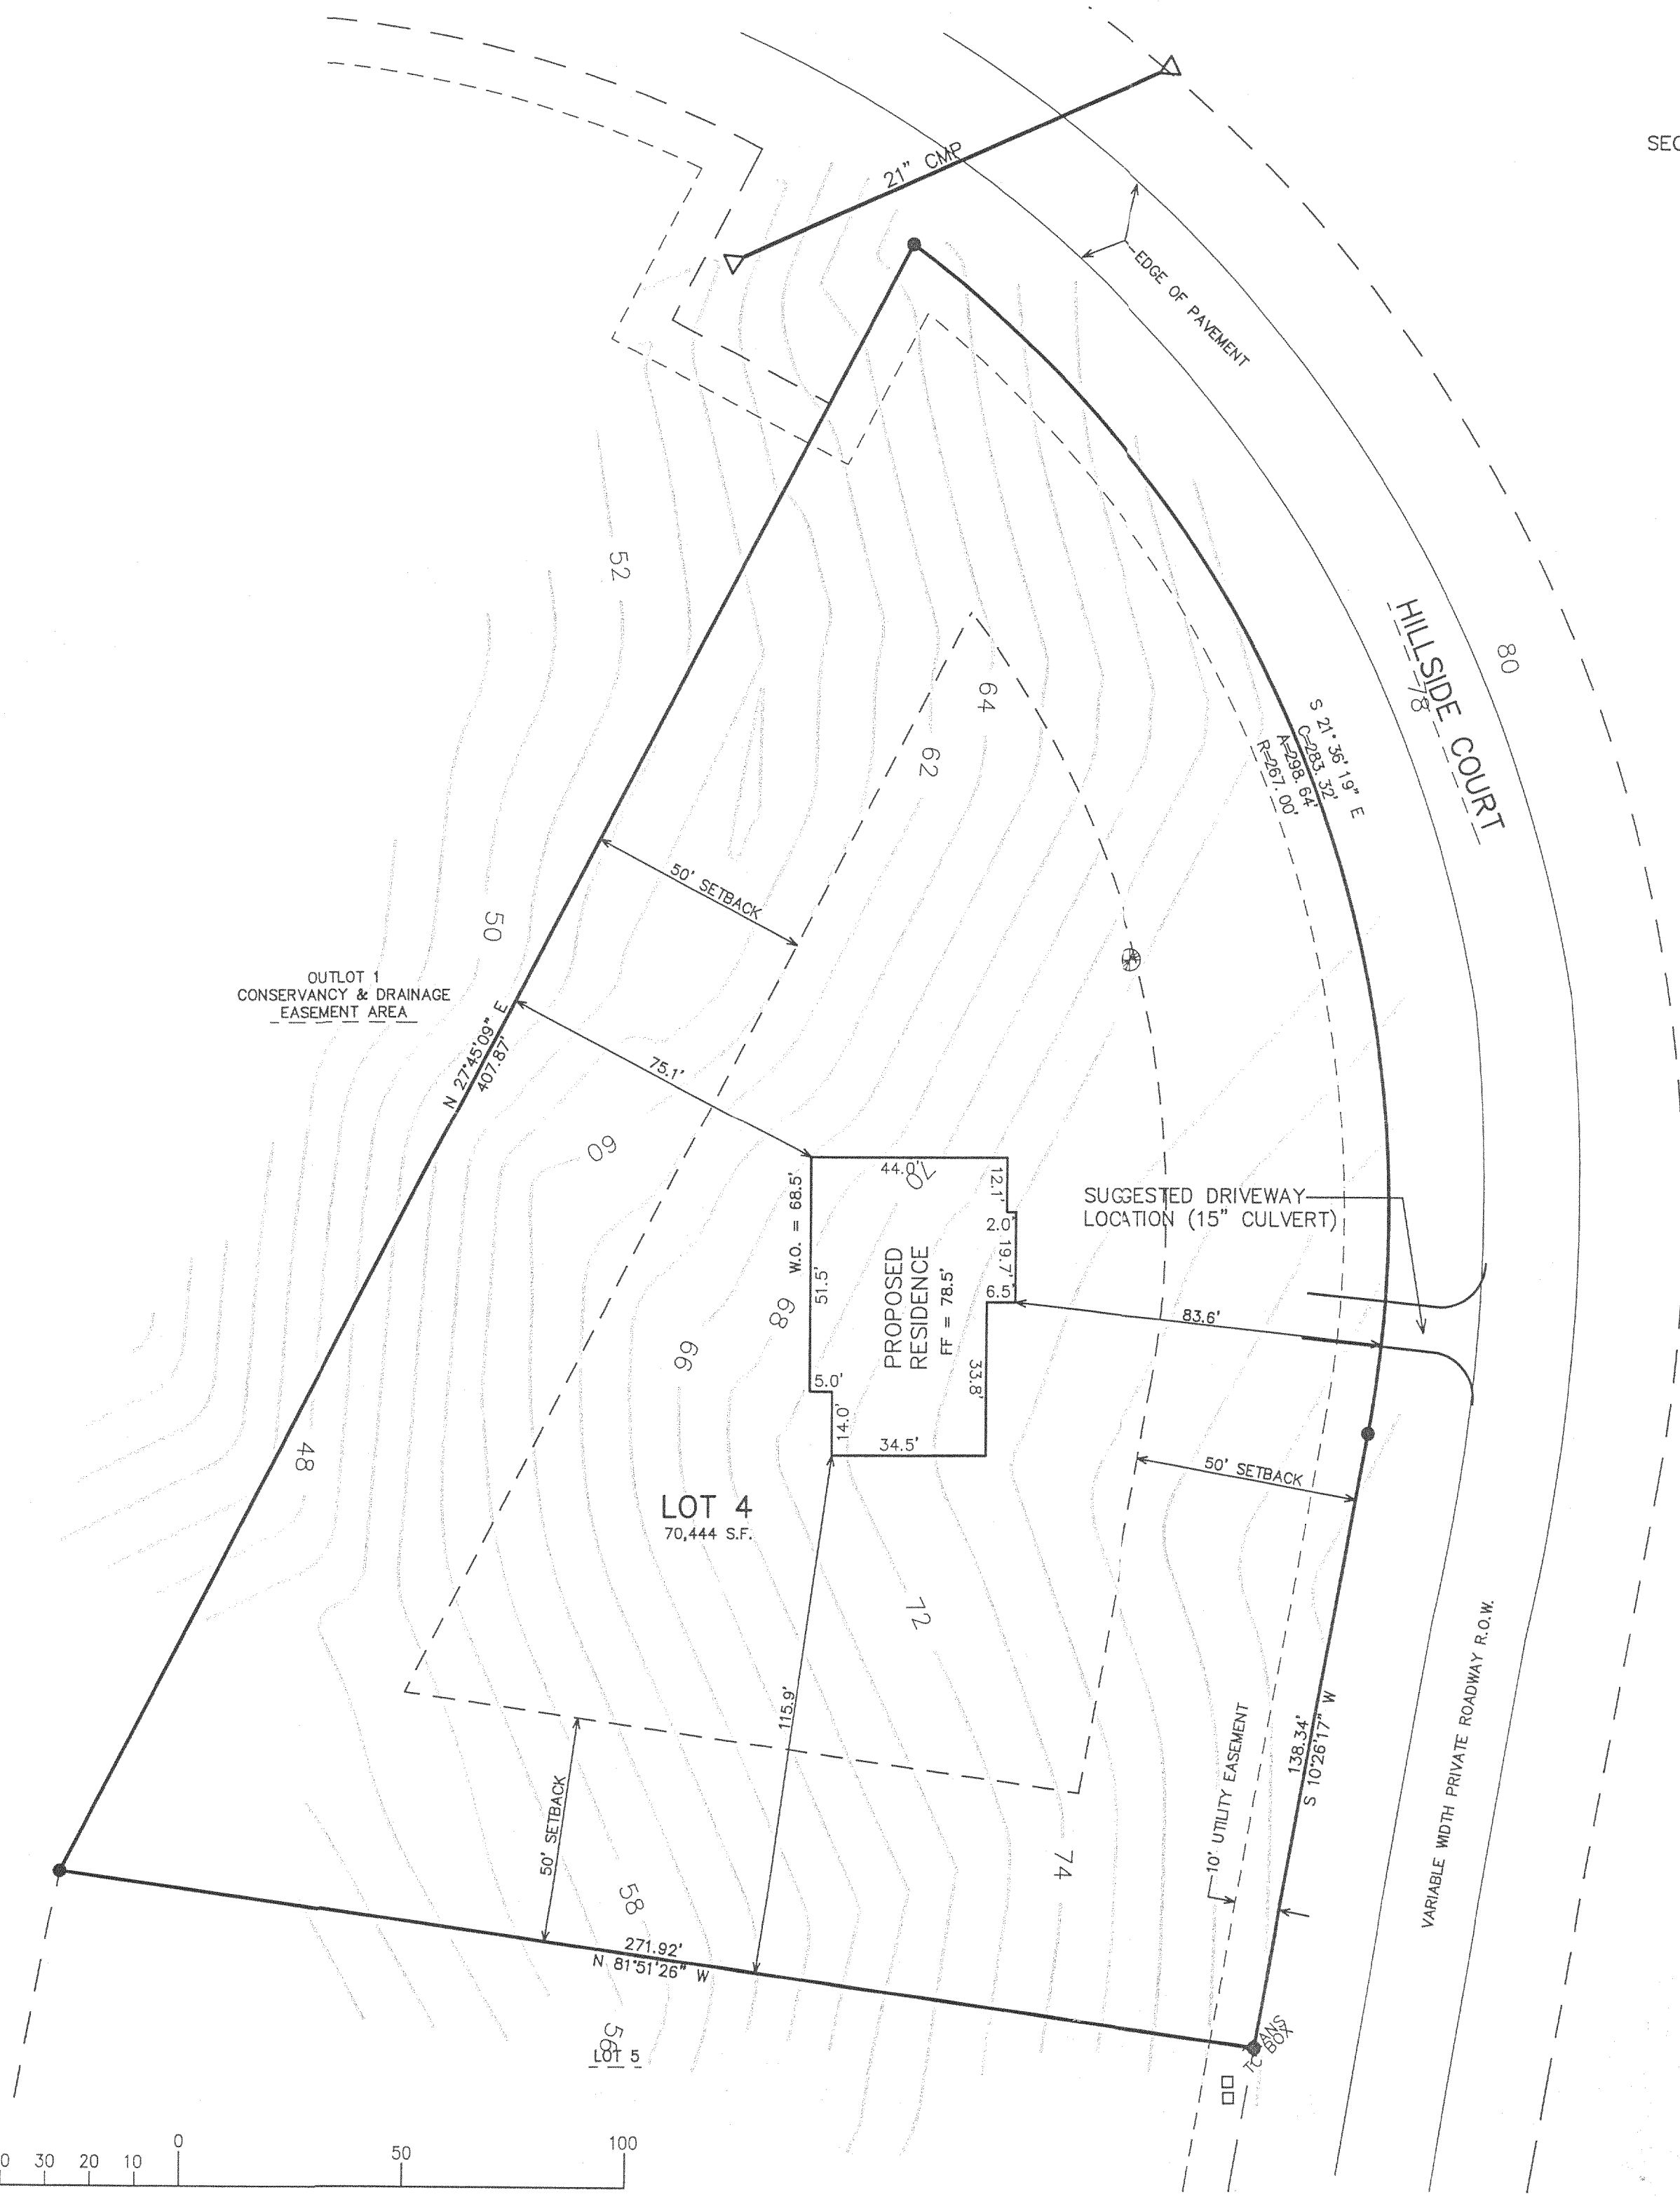 SEC
21" CMP
EDGE OF PAVEMENT
52
HILLSIDE COURT
78
80
64
62
S 21°36'19" E
C=283.32'
A=298.64'
R=267.00'
50' SETBACK
50
OUTLOT 1
CONSERVANCY & DRAINAGE
EASEMENT AREA
N 27°45'09" E
407.87'
75.1'
60
44.0'
70
12.1'
2.0'
19.7'
6.5'
W.O. = 68.5'
51.5'
PROPOSED
RESIDENCE
FF = 78.5'
SUGGESTED DRIVEWAY
LOCATION (15" CULVERT)
83.6'
68
66
5.0'
14.0'
33.8'
34.5'
48
50' SETBACK
LOT 4
70,444 S.F.
72
115.9'
138.34'
S 10°26'17" W
VARIABLE WIDTH PRIVATE ROADWAY R.O.W.
10' UTILITY EASEMENT
50' SETBACK
74
58
271.92'
N 81°51'26" W
56
LOT 5
BOX
0
30
20
10
0
50
100